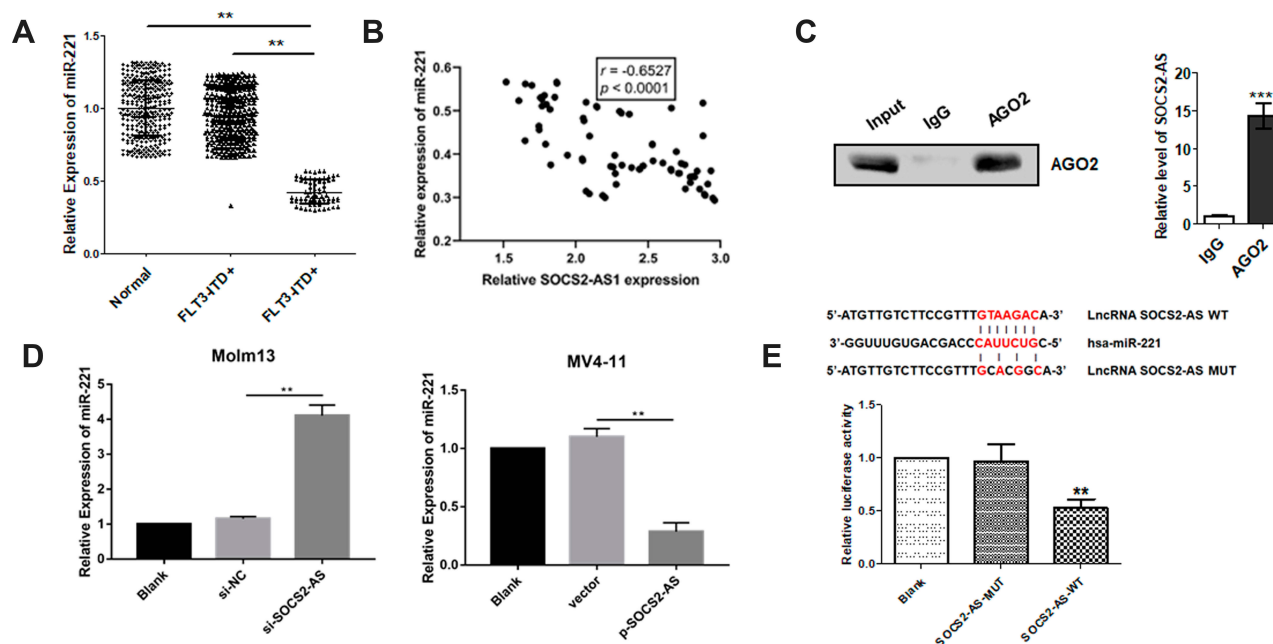 A
Relative Expression of miR-221
1.5
1.0
0.5
0.0
**
**
Normal
FLT3-ITD+
FLT3-ITD+
B
Relative expression of miR-221
0.6
0.5
0.4
0.3
0.2
r = -0.6527
p < 0.0001
1.5
2.0
2.5
3.0
Relative SOCS2-AS1 expression
C
Input
IgG
AGO2
AGO2
Relative level of SOCS2-AS
20
15
10
5
0
***
IgG
AGO2
D
Molm13
Relative Expression of miR-221
5
4
3
2
1
0
**
Blank
si-NC
si-SOCS2-AS
MV4-11
Relative Expression of miR-221
1.5
1.0
0.5
0.0
**
Blank
vector
p-SOCS2-AS
E
5'-ATGTTGTCTTCCGTTTGTAAGACA-3' LncRNA SOCS2-AS WT
3'-GGUUUGUGACGACCCAUUCUGC-5' hsa-miR-221
5'-ATGTTGTCTTCCGTTTGCACGGCA-3' LncRNA SOCS2-AS MUT
Relative luciferase activity
1.5
1.0
0.5
0.0
**
Blank
SOCS2-AS-MUT
SOCS2-AS-WT